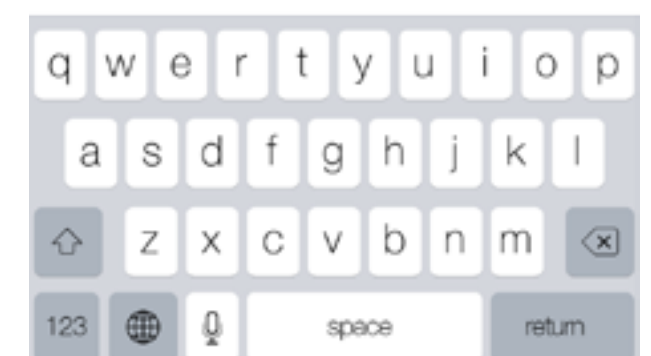 q w e r t y u i o p
a s d f g h j k l
z x c v b n m
123 space return